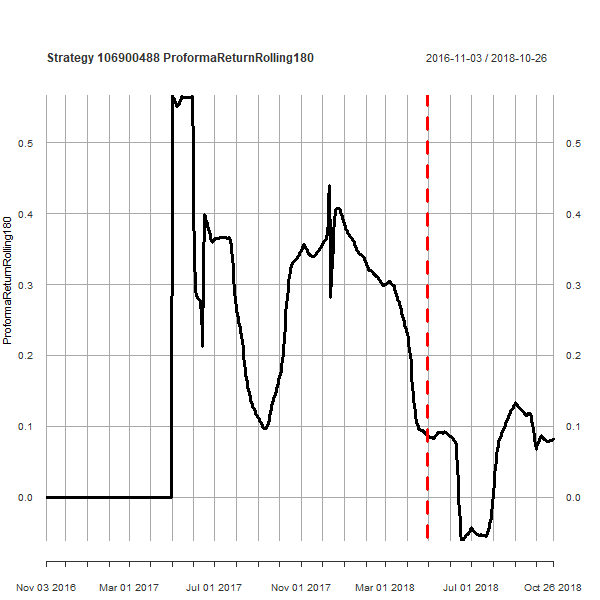 Strategy 106900488 ProformaReturnRolling180
2016-11-03 / 2018-10-26
ProformaReturnRolling180
0.5 0.5
0.4 0.4
0.3 0.3
0.2 0.2
0.1 0.1
0.0 0.0
Nov 03 2016 Mar 01 2017 Jul 01 2017 Nov 01 2017 Mar 01 2018 Jul 01 2018 Oct 26 2018